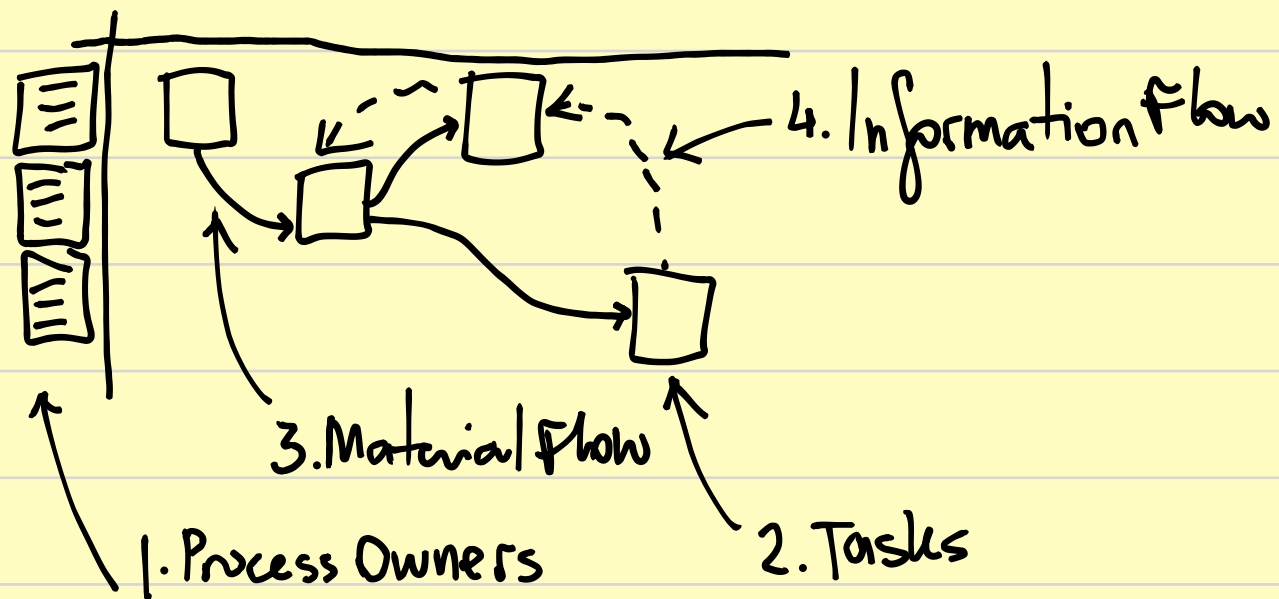 4. Information Flow
3. Material Flow
1. Process Owners
2. Tasks